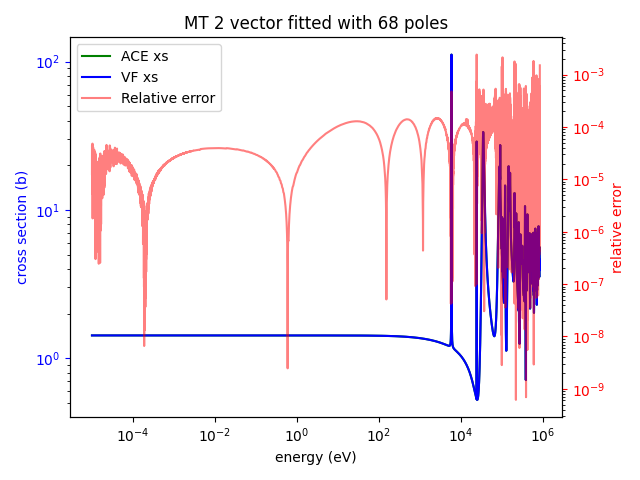 MT 2 vector fitted with 68 poles
ACE xs
VF xs
Relative error
cross section (b)
10²
10¹
10⁰
10⁻³
10⁻⁴
10⁻⁵
10⁻⁶
10⁻⁷
10⁻⁸
10⁻⁹
relative error
10⁻⁴ 10⁻² 10⁰ 10² 10⁴ 10⁶
energy (eV)